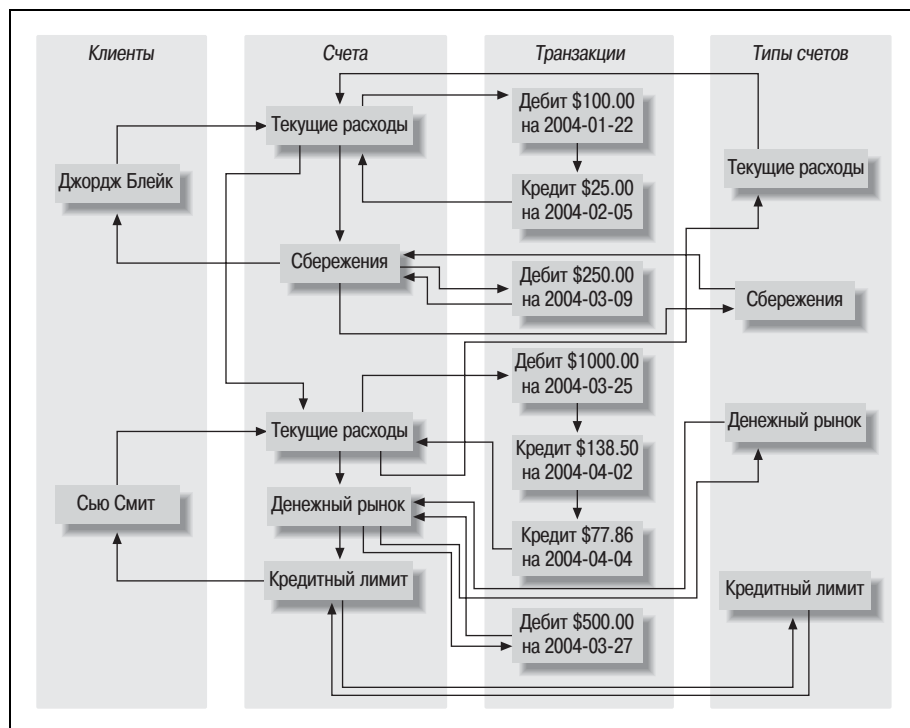 Клиенты
Счета
Транзакции
Типы счетов
Джордж Блейк
Сью Смит
Текущие расходы
Сбережения
Текущие расходы
Денежный рынок
Кредитный лимит
Дебит $100.00
на 2004-01-22
Кредит $25.00
на 2004-02-05
Дебит $250.00
на 2004-03-09
Дебит $1000.00
на 2004-03-25
Кредит $138.50
на 2004-04-02
Кредит $77.86
на 2004-04-04
Дебит $500.00
на 2004-03-27
Текущие расходы
Сбережения
Денежный рынок
Кредитный лимит